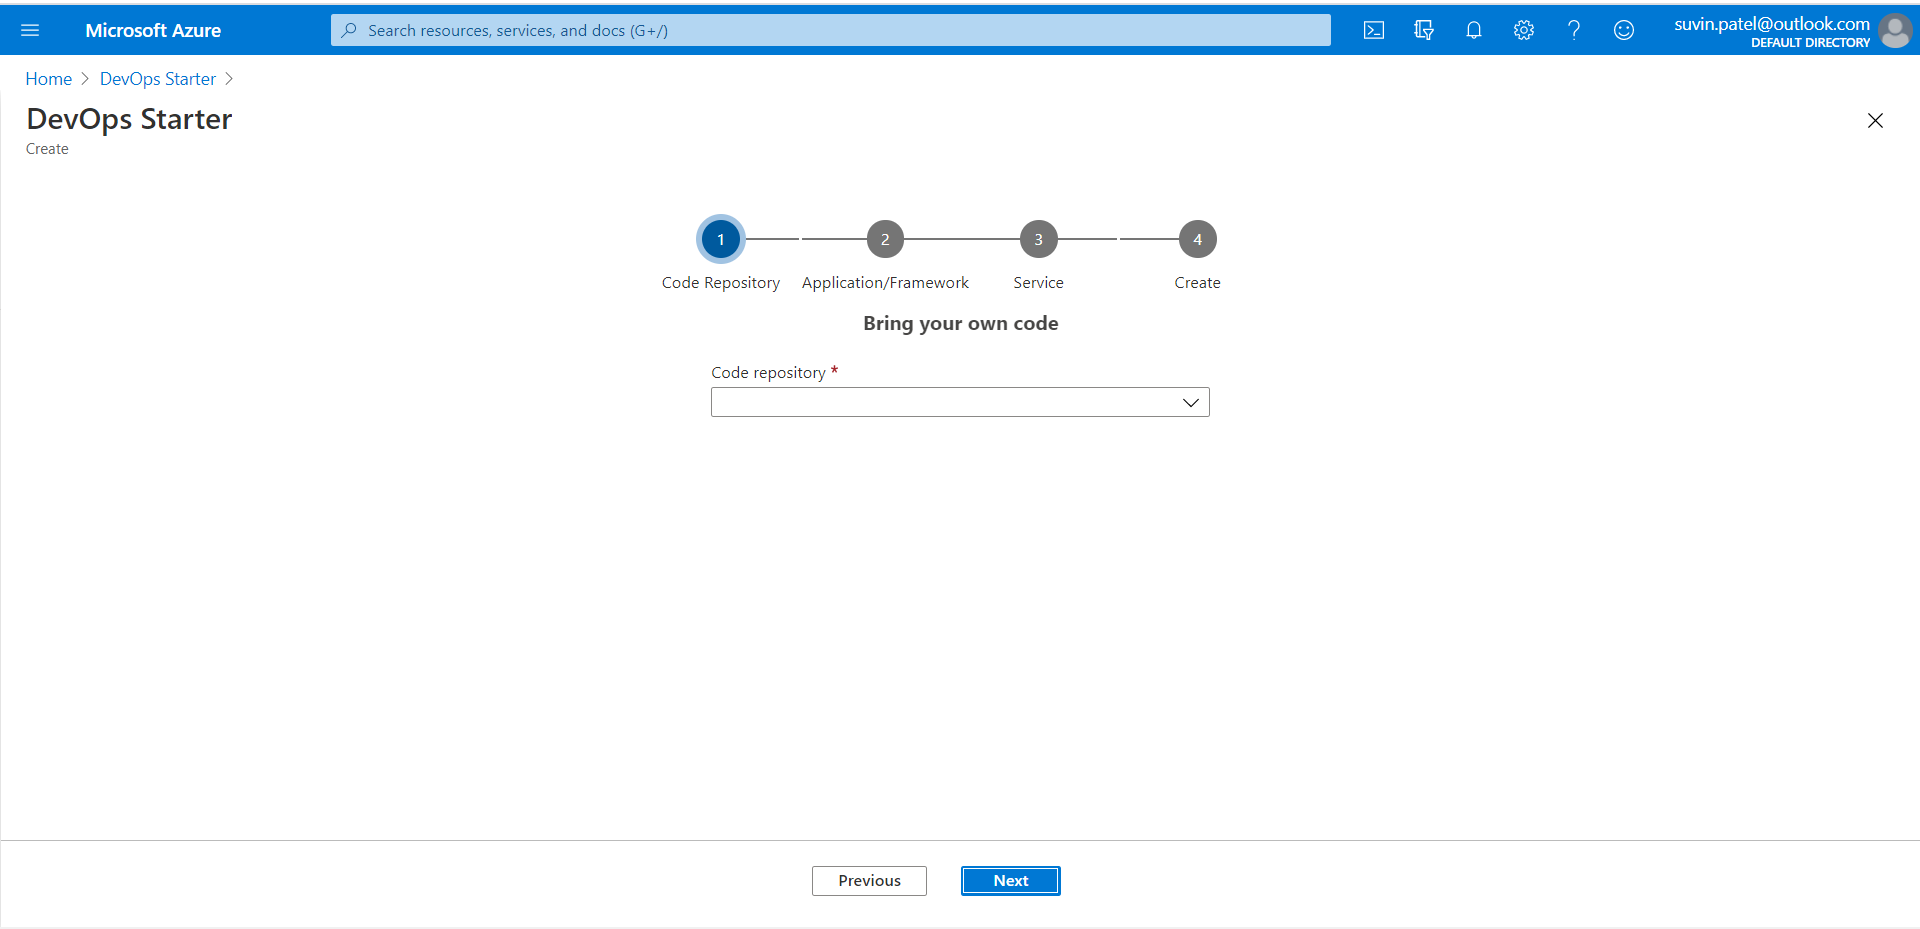 Microsoft Azure
Search resources, services, and docs (G+/)
suvin.patel@outlook.com
DEFAULT DIRECTORY
Home > DevOps Starter >
DevOps Starter
Create
1 2 3 4
Code Repository Application/Framework Service Create
Bring your own code
Code repository *
Previous Next